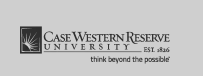 CASE WESTERN RESERVE
UNIVERSITY EST. 1826
think beyond the possible®